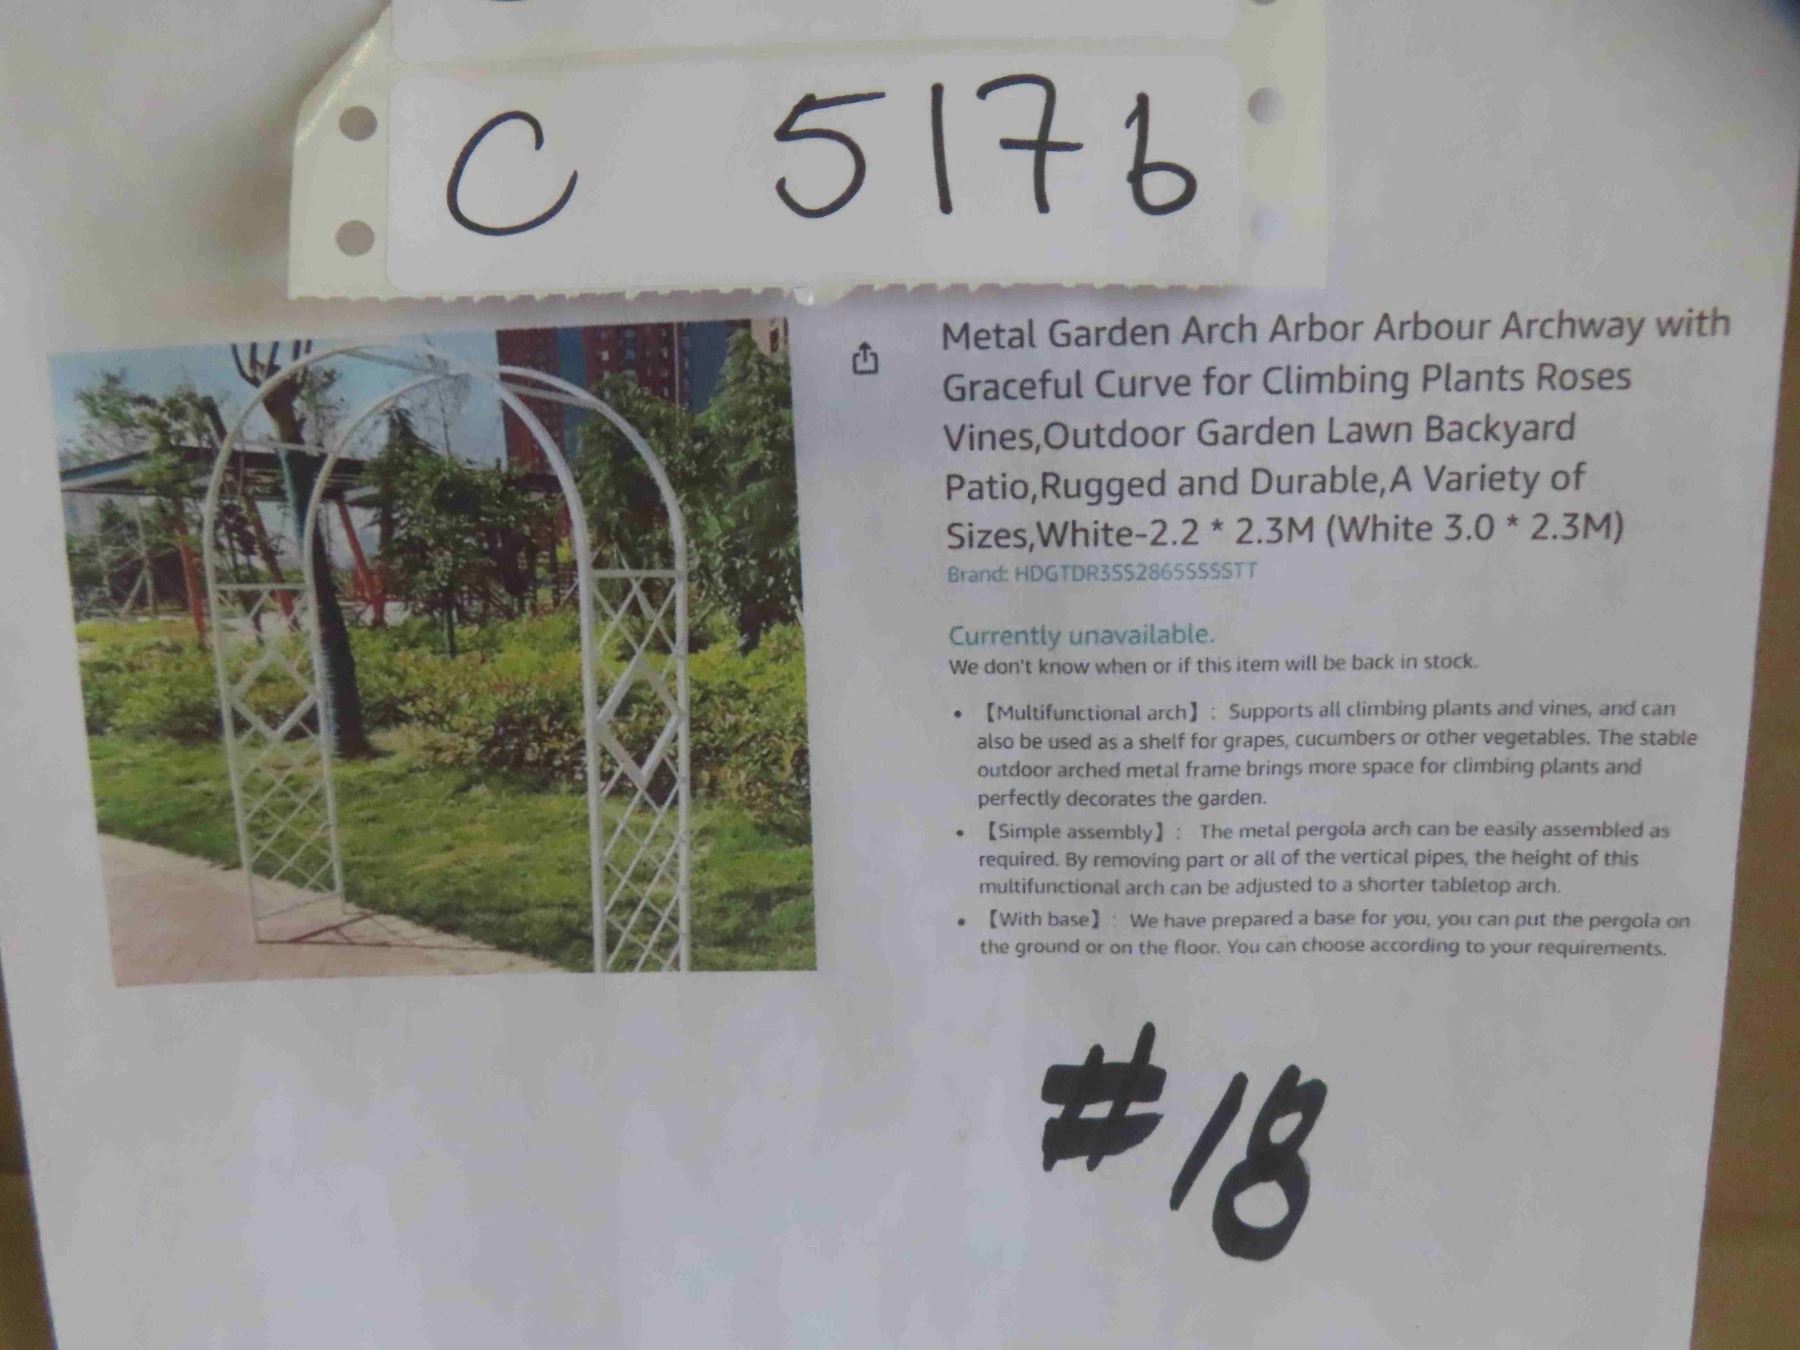 C 5176
Metal Garden Arch Arbor Arbour Archway with
Graceful Curve for Climbing Plants Roses
Vines,Outdoor Garden Lawn Backyard
Patio,Rugged and Durable,A Variety of
Sizes,White-2.2 * 2.3M (White 3.0 * 2.3M)
Brand: HDGTDR35S2865SSSSTT
Currently unavailable.
We don't know when or if this item will be back in stock.
• 【Multifunctional arch】: Supports all climbing plants and vines, and can
also be used as a shelf for grapes, cucumbers or other vegetables. The stable
outdoor arched metal frame brings more space for climbing plants and
perfectly decorates the garden.
• 【Simple assembly】: The metal pergola arch can be easily assembled as
required. By removing part or all of the vertical pipes, the height of this
multifunctional arch can be adjusted to a shorter tabletop arch.
• 【With base】: We have prepared a base for you, you can put the pergola on
the ground or on the floor. You can choose according to your requirements.
#18